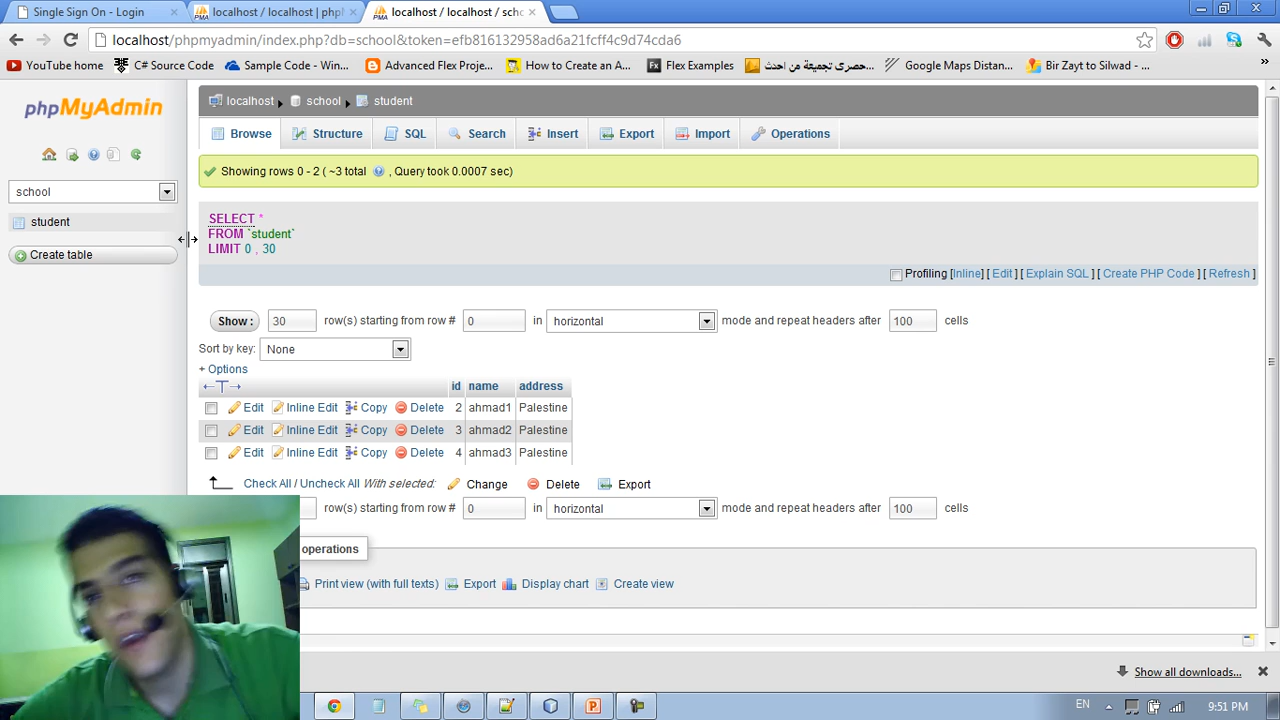 Single Sign On - Login
localhost / localhost | phpl
localhost / localhost / scho
localhost/phpmyadmin/index.php?db=school&token=efb816132958ad6a21fcff4c9d74cda6
YouTube home
C# Source Code
Sample Code - Win...
Advanced Flex Proje...
How to Create an A...
Flex Examples
حصرى تجميعة من احث...
Google Maps Distan...
Bir Zayt to Silwad - ...
phpMyAdmin
localhost
school
student
Browse
Structure
SQL
Search
Insert
Export
Import
Operations
school
student
Create table
Showing rows 0 - 2 ( ~3 total , Query took 0.0007 sec)
SELECT *
FROM `student`
LIMIT 0 , 30
Profiling [Inline] [ Edit ] [ Explain SQL ] [ Create PHP Code ] [ Refresh ]
Show : 30 row(s) starting from row # 0 in horizontal mode and repeat headers after 100 cells
Sort by key: None
+ Options
←T→ id name address
Edit Inline Edit Copy Delete 2 ahmad1 Palestine
Edit Inline Edit Copy Delete 3 ahmad2 Palestine
Edit Inline Edit Copy Delete 4 ahmad3 Palestine
Check All / Uncheck All With selected: Change Delete Export
row(s) starting from row # 0 in horizontal mode and repeat headers after 100 cells
operations
Print view (with full texts) Export Display chart Create view
Show all downloads...
EN
9:51 PM